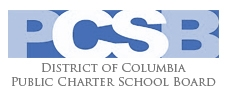 PCSB
DISTRICT OF COLUMBIA
PUBLIC CHARTER SCHOOL BOARD